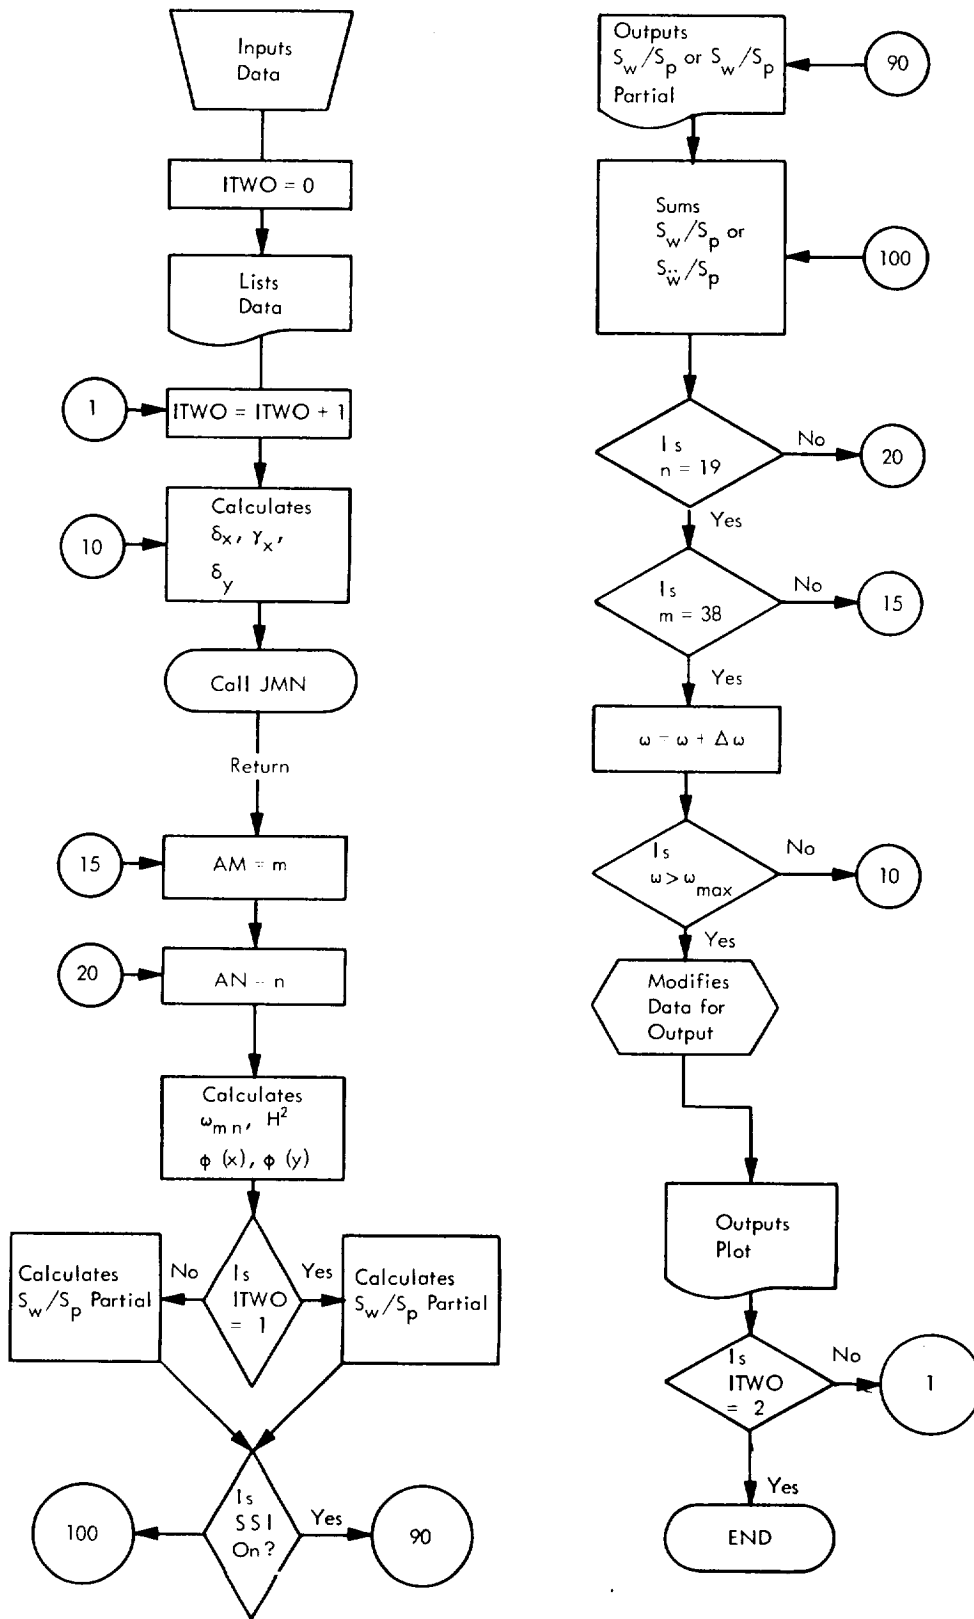 Inputs
Data
ITWO = 0
Lists
Data
1
ITWO = ITWO + 1
10
Calculates
δx, γx,
δy
Call JMN
Return
15
AM = m
20
AN = n
Calculates
ωmn, H²
φ (x), φ (y)
Calculates
Sw/Sp Partial
No
Is
ITWO
= 1
Yes
Calculates
Sw/Sp Partial
100
Is
SSI
On?
Yes
90
Outputs
Sw/Sp or Sw/Sp
Partial
90
Sums
Sw/Sp or
Sẅ/Sp
100
Is
n = 19
No
20
Yes
Is
m = 38
No
15
Yes
ω = ω + Δω
Is
ω > ωmax
No
10
Yes
Modifies
Data for
Output
Outputs
Plot
Is
ITWO
= 2
No
1
Yes
END